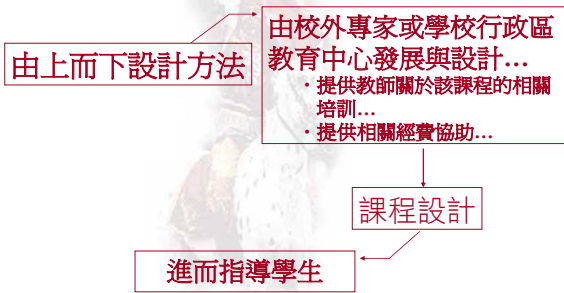 由上而下設計方法
由校外專家或學校行政區
教育中心發展與設計…
・提供教師關於該課程的相關
培訓…
・提供相關經費協助…
課程設計
進而指導學生